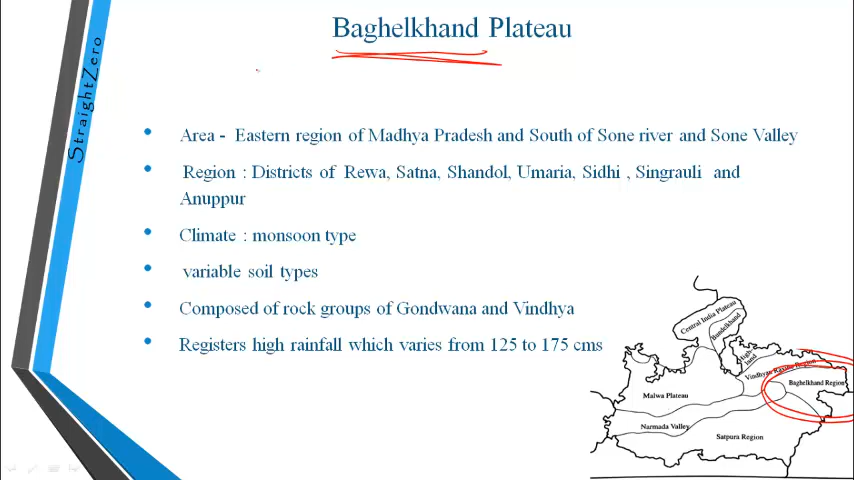 Baghelkhand Plateau
StraightZero
Area - Eastern region of Madhya Pradesh and South of Sone river and Sone Valley
Region : Districts of Rewa, Satna, Shandol, Umaria, Sidhi , Singrauli and
Anuppur
Climate : monsoon type
variable soil types
Composed of rock groups of Gondwana and Vindhya
Registers high rainfall which varies from 125 to 175 cms
Central India Plateau
Bundelkhand
Vindhyan Region
Baghelkhand Region
Malwa Plateau
Narmada Valley
Satpura Region